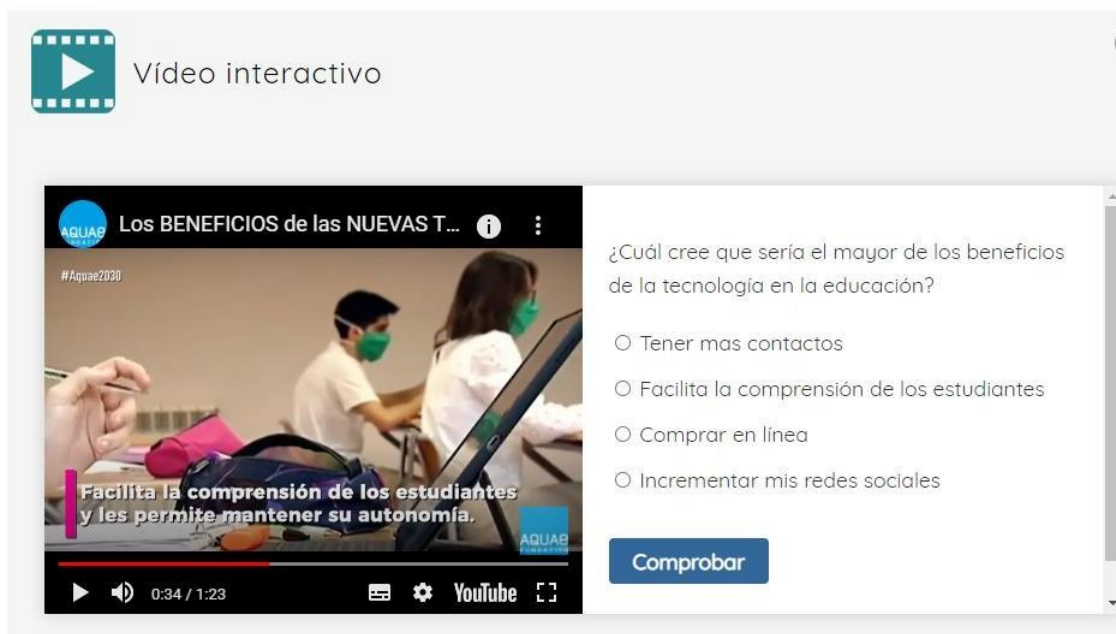 Vídeo interactivo
AQUAE
FUNDACIÓN
Los BENEFICIOS de las NUEVAS T...
#Aquae2030
Facilita la comprensión de los estudiantes
y les permite mantener su autonomía.
AQUAE
FUNDACIÓN
0:34 / 1:23
YouTube
¿Cuál cree que sería el mayor de los beneficios
de la tecnología en la educación?
Tener mas contactos
Facilita la comprensión de los estudiantes
Comprar en línea
Incrementar mis redes sociales
Comprobar